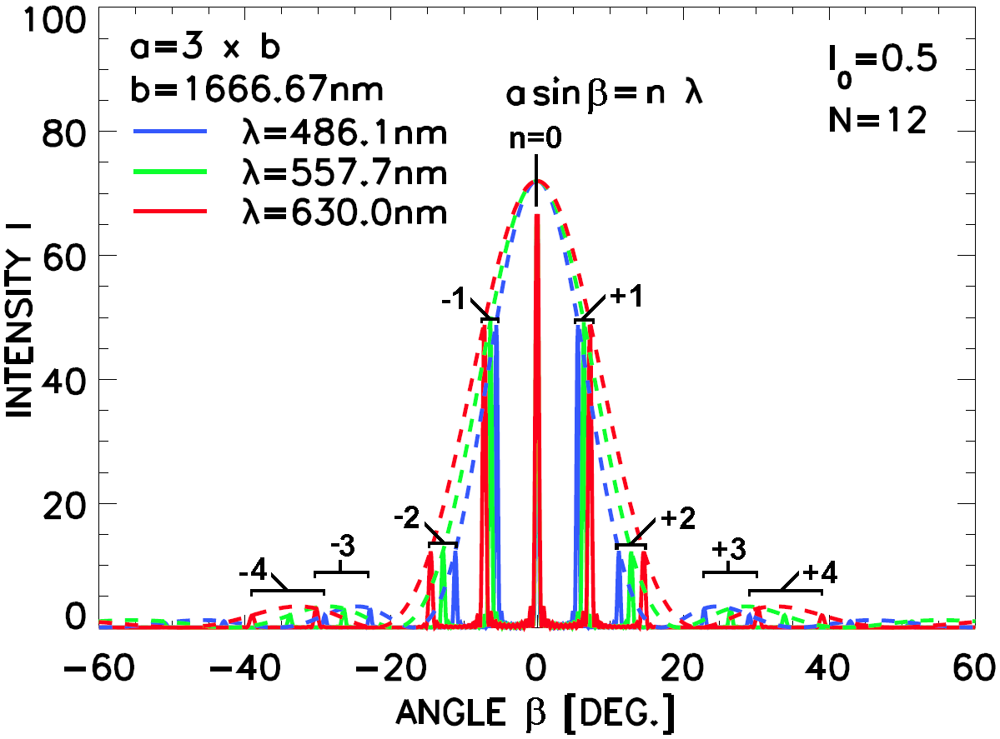 100
80
60
40
20
0
INTENSITY I
a=3 x b
b=1666.67nm
λ=486.1nm
λ=557.7nm
λ=630.0nm
a sin β=n λ
n=0
I₀=0.5
N=12
-1
+1
-2
+2
-3
+3
-4
+4
−60 −40 −20 0 20 40 60
ANGLE β [DEG.]